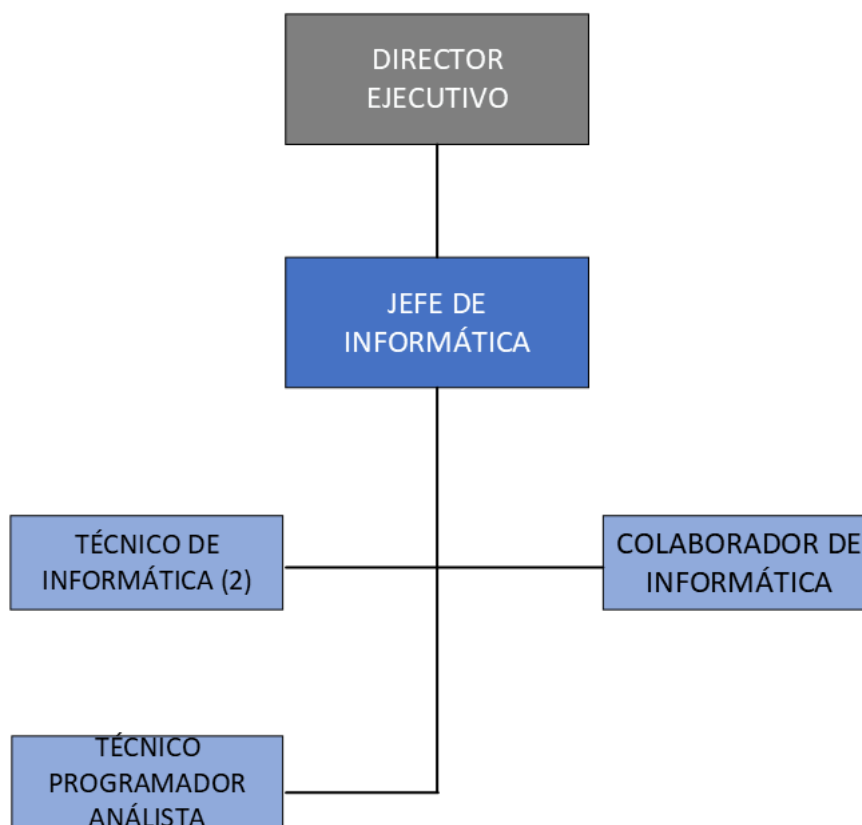 DIRECTOR
EJECUTIVO
JEFE DE
INFORMÁTICA
TÉCNICO DE
INFORMÁTICA (2)
COLABORADOR DE
INFORMÁTICA
TÉCNICO
PROGRAMADOR
ANÁLISTA